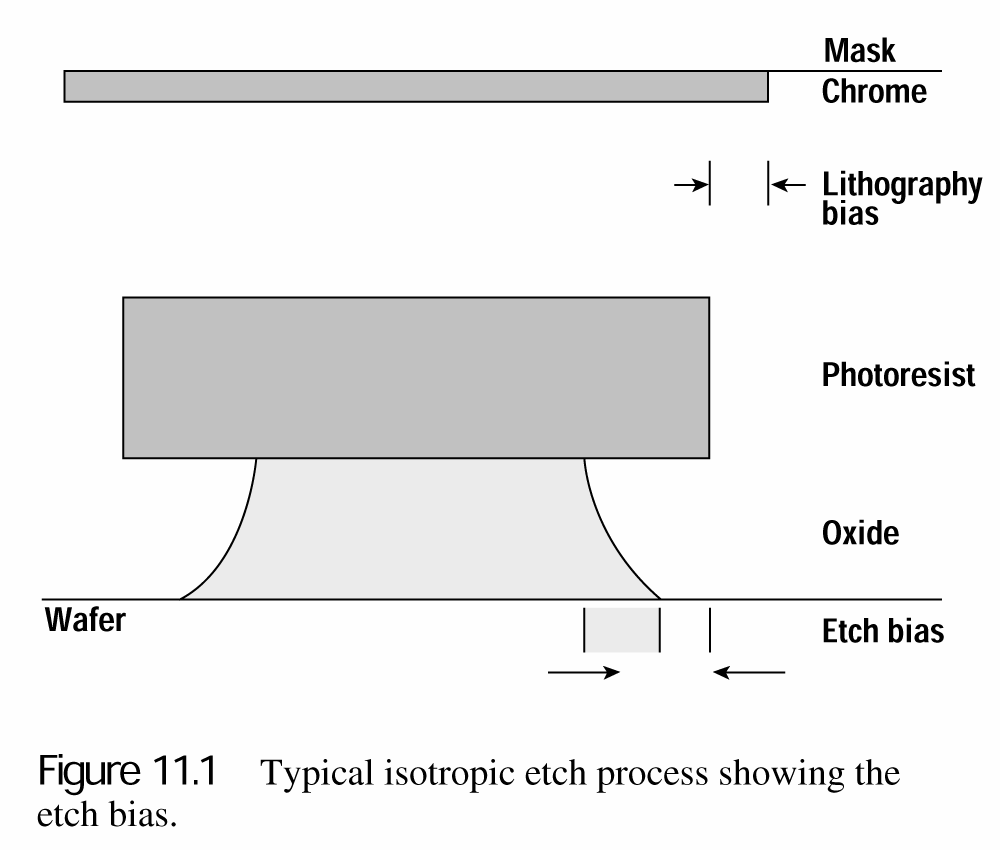 Mask
Chrome
Lithography
bias
Photoresist
Oxide
Wafer
Etch bias
Figure 11.1 Typical isotropic etch process showing the
etch bias.